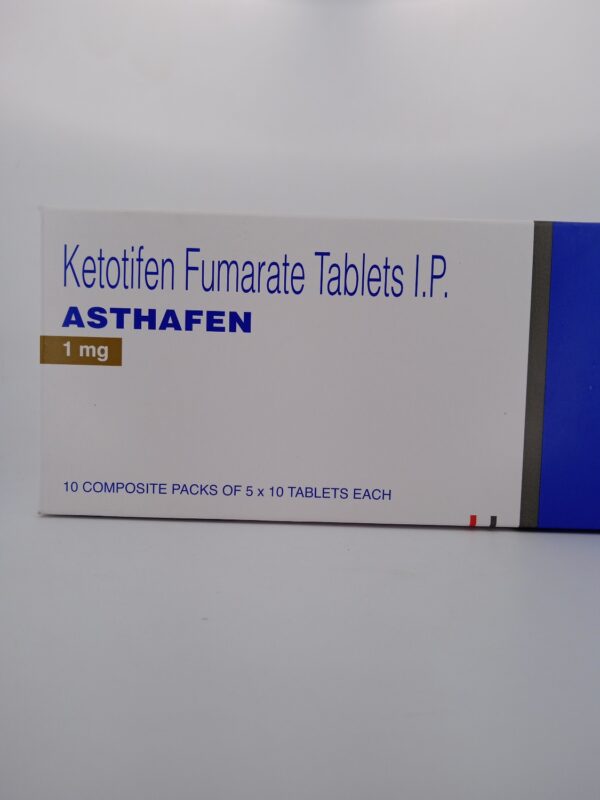 Ketotifen Fumarate Tablets I.P.
ASTHAFEN
1 mg
10 COMPOSITE PACKS OF 5 x 10 TABLETS EACH